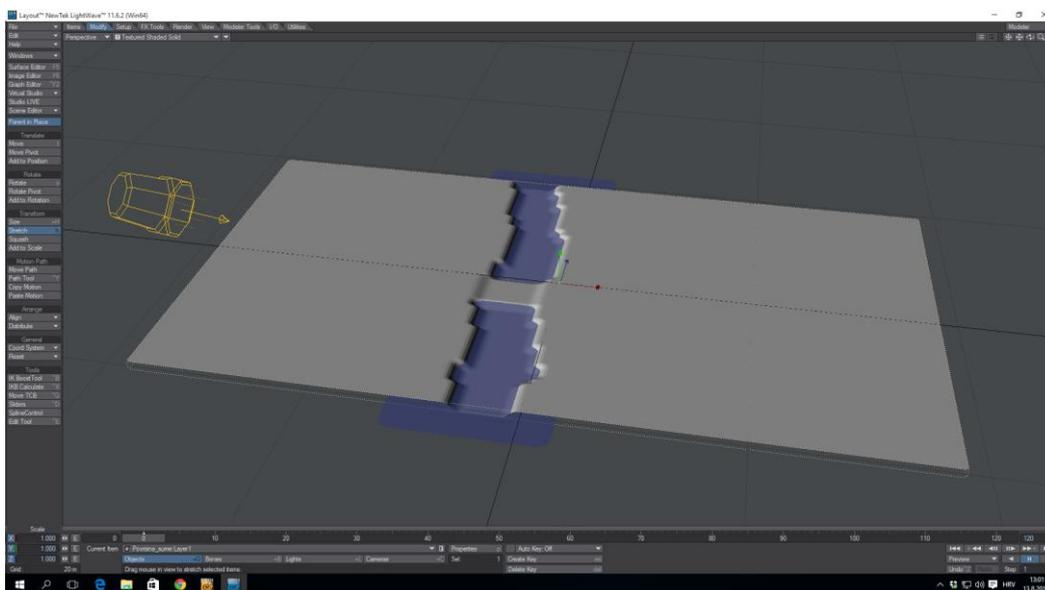 Layout™ NewTek LightWave™ 11.6.2 (Win64)
File
Items Modify Setup FX Tools Render View Modeler Tools I/O Utilities
Modeler
Edit
Perspective Textured Shaded Solid
Help
Windows
Surface Editor F5
Image Editor F6
Graph Editor
Virtual Studio
Studio LIVE
Scene Editor
Parent in Place
Translate
Move
Move Pivot
Add to Position
Rotate
Rotate
Rotate Pivot
Add to Rotation
Transform
Size
Stretch
Squash
Add to Scale
Motion Path
Move Path
Path Tool
Copy Motion
Paste Motion
Arrange
Align
Distribute
General
Coord System
Reset
Tools
IK Boost Tool
IKB Calculate
Move TCB
Sliders
SplineControl
Edit Tool
Scale
X 1.000 E 0 0 10 20 30 40 50 60 70 80 90 100 110 120 120
Y 1.000 E Current Item Layer1 Properties Auto Key: Off
Z 1.000 E Objects Bones Lights Cameras Sel: 1 Create Key Preview
Grid: 20 m Drag mouse in view to stretch selected items. Delete Key Undo Step 1
HRV 13:01